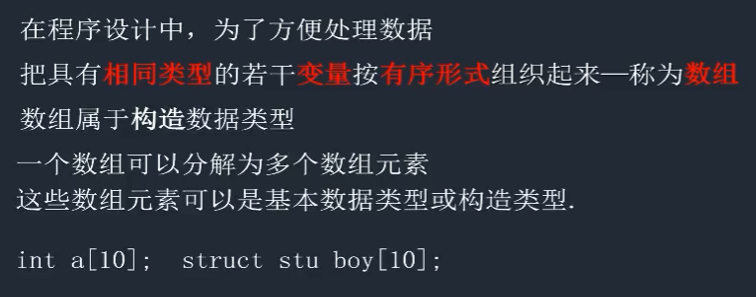 在程序设计中，为了方便处理数据
把具有相同类型的若干变量按有序形式组织起来—称为数组
数组属于构造数据类型
一个数组可以分解为多个数组元素
这些数组元素可以是基本数据类型或构造类型.
int a[10];  struct stu boy[10];